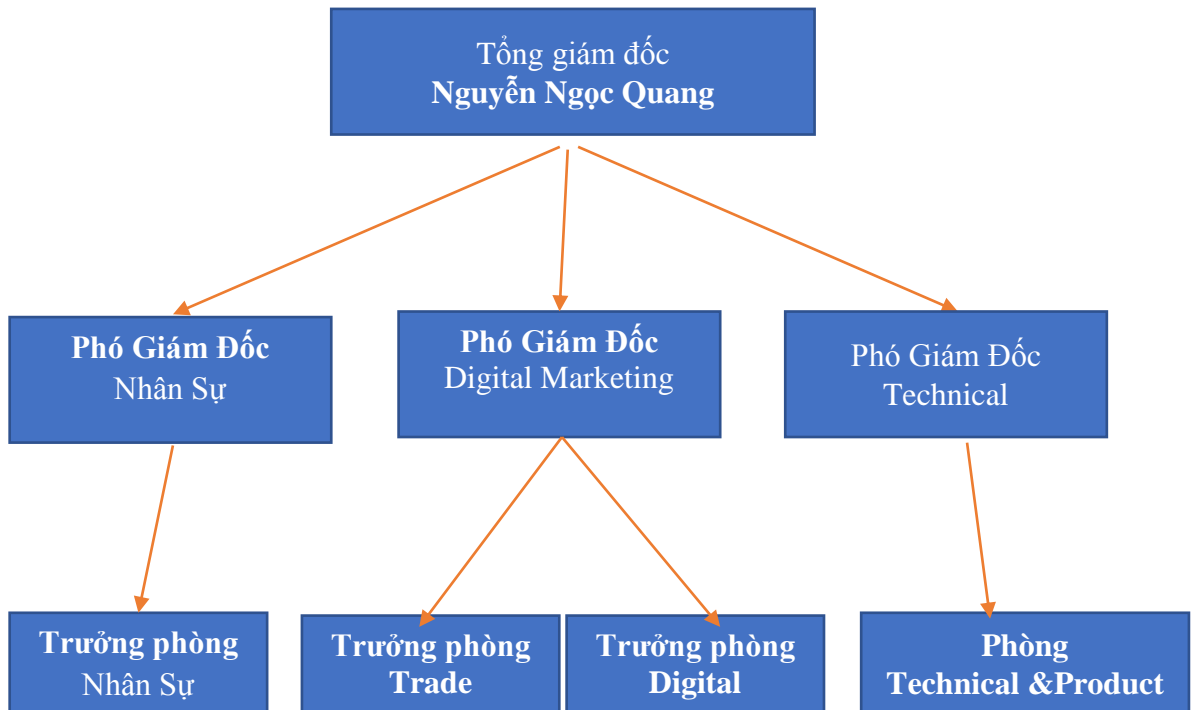 Tổng giám đốc
Nguyễn Ngọc Quang
Phó Giám Đốc
Nhân Sự
Phó Giám Đốc
Digital Marketing
Phó Giám Đốc
Technical
Trưởng phòng
Nhân Sự
Trưởng phòng
Trade
Trưởng phòng
Digital
Phòng
Technical &Product